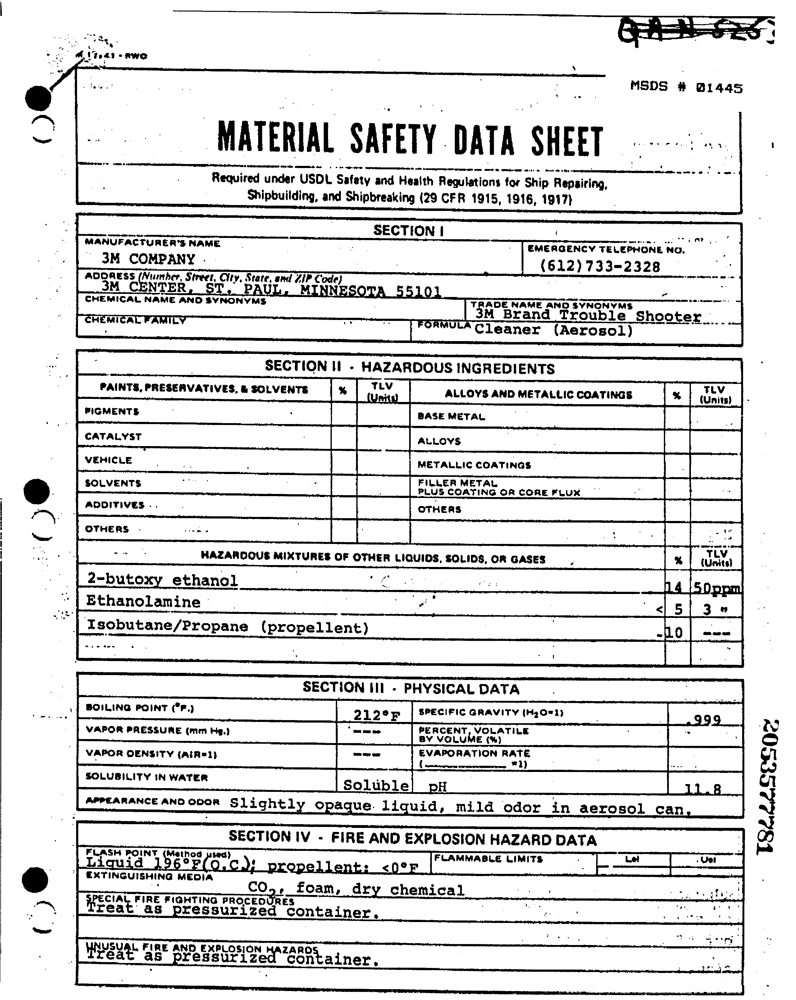 QAN 525
RWO
MSDS # 01445
MATERIAL SAFETY DATA SHEET
Required under USDL Safety and Health Regulations for Ship Repairing,
Shipbuilding, and Shipbreaking (29 CFR 1915, 1916, 1917)
SECTION I
MANUFACTURER'S NAME
3M COMPANY
EMERGENCY TELEPHONE NO.
(612)733-2328
ADDRESS (Number, Street, City, State, and ZIP Code)
3M CENTER, ST. PAUL, MINNESOTA 55101
CHEMICAL NAME AND SYNONYMS
TRADE NAME AND SYNONYMS
3M Brand Trouble Shooter
CHEMICAL FAMILY
FORMULA Cleaner (Aerosol)
SECTION II - HAZARDOUS INGREDIENTS
PAINTS, PRESERVATIVES, & SOLVENTS % TLV (Units) ALLOYS AND METALLIC COATINGS % TLV (Units)
PIGMENTS BASE METAL
CATALYST ALLOYS
VEHICLE METALLIC COATINGS
SOLVENTS FILLER METAL PLUS COATING OR CORE FLUX
ADDITIVES OTHERS
OTHERS
HAZARDOUS MIXTURES OF OTHER LIQUIDS, SOLIDS, OR GASES % TLV (Units)
2-butoxy ethanol 14 50ppm
Ethanolamine < 5 3 "
Isobutane/Propane (propellent) 10 ---
SECTION III - PHYSICAL DATA
BOILING POINT (°F.) 212°F SPECIFIC GRAVITY (H2O=1) .999
VAPOR PRESSURE (mm Hg.) --- PERCENT, VOLATILE BY VOLUME (%)
VAPOR DENSITY (AIR=1) --- EVAPORATION RATE (______ =1)
SOLUBILITY IN WATER Soluble pH 11.8
APPEARANCE AND ODOR Slightly opaque liquid, mild odor in aerosol can.
SECTION IV - FIRE AND EXPLOSION HAZARD DATA
FLASH POINT (Method used)
Liquid 196°F(O.C.); propellent: <0°F FLAMMABLE LIMITS Lel Uel
EXTINGUISHING MEDIA
CO2, foam, dry chemical
SPECIAL FIRE FIGHTING PROCEDURES
Treat as pressurized container.
UNUSUAL FIRE AND EXPLOSION HAZARDS
Treat as pressurized container.
2053577781